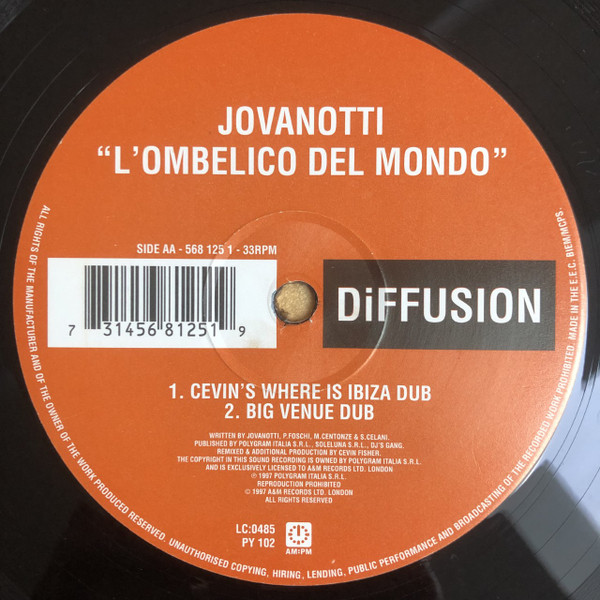 JOVANOTTI
“L’OMBELICO DEL MONDO”
SIDE AA - 568 125 1 - 33RPM
7 31456 81251 9
DiFFUSION
1. CEVIN’S WHERE IS IBIZA DUB
2. BIG VENUE DUB
WRITTEN BY JOVANOTTI, P.FOSCHI, M.CENTONZE & S.CELANI.
PUBLISHED BY POLYGRAM ITALIA S.R.L., SOLELUNA S.R.L., DJ’S GANG.
REMIXED & ADDITIONAL PRODUCTION BY CEVIN FISHER.
THE COPYRIGHT IN THIS SOUND RECORDING IS OWNED BY POLYGRAM ITALIA S.R.L.
AND IS EXCLUSIVELY LICENSED TO A&M RECORDS LTD. LONDON
℗ 1997 POLYGRAM ITALIA S.R.L.
REPRODUCTION PROHIBITED
© 1997 A&M RECORDS LTD. LONDON
ALL RIGHTS RESERVED
LC:0485
PY 102
AM:PM
ALL RIGHTS OF THE MANUFACTURER AND OF THE OWNER OF THE WORK PRODUCED RESERVED. UNAUTHORISED COPYING, HIRING, LENDING, PUBLIC PERFORMANCE AND BROADCASTING OF THE RECORDED WORK PROHIBITED. MADE IN THE E.E.C. BIEM/MCPS.